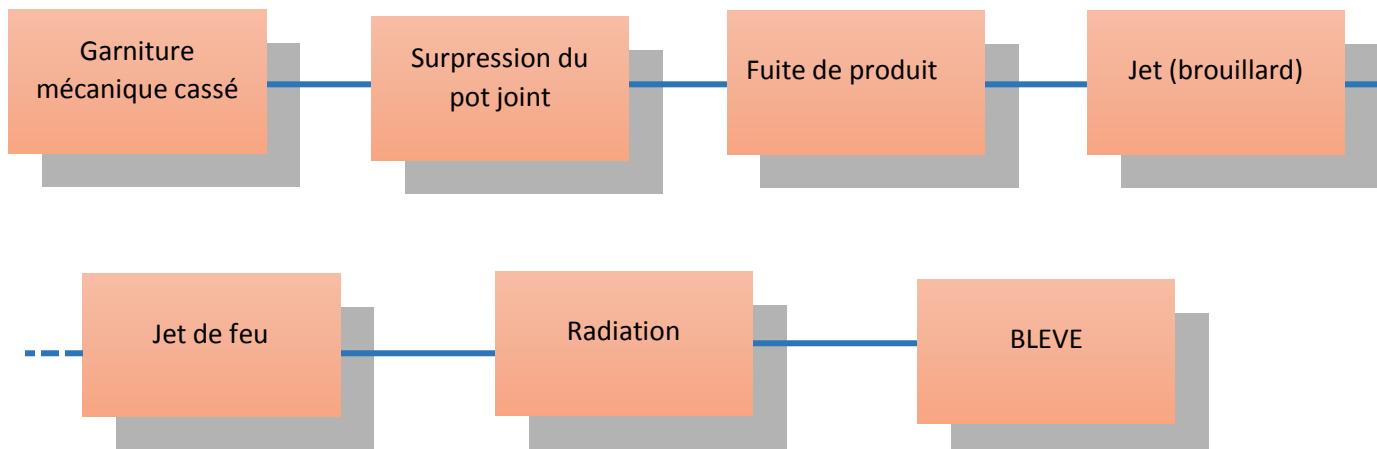 Garniture
mécanique cassé
Surpression du
pot joint
Fuite de produit
Jet (brouillard)
Jet de feu
Radiation
BLEVE